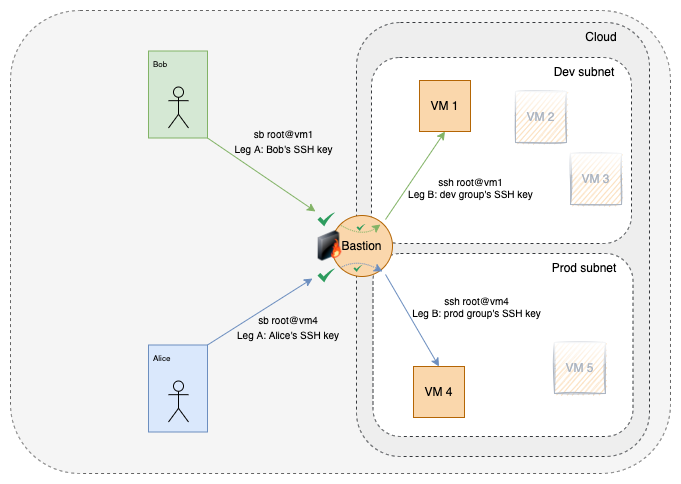 Cloud
Bob
Dev subnet
VM 1
VM 2
sb root@vm1
Leg A: Bob's SSH key
VM 3
ssh root@vm1
Leg B: dev group's SSH key
Bastion
Prod subnet
ssh root@vm4
Leg B: prod group's SSH key
sb root@vm4
Leg A: Alice's SSH key
Alice
VM 5
VM 4